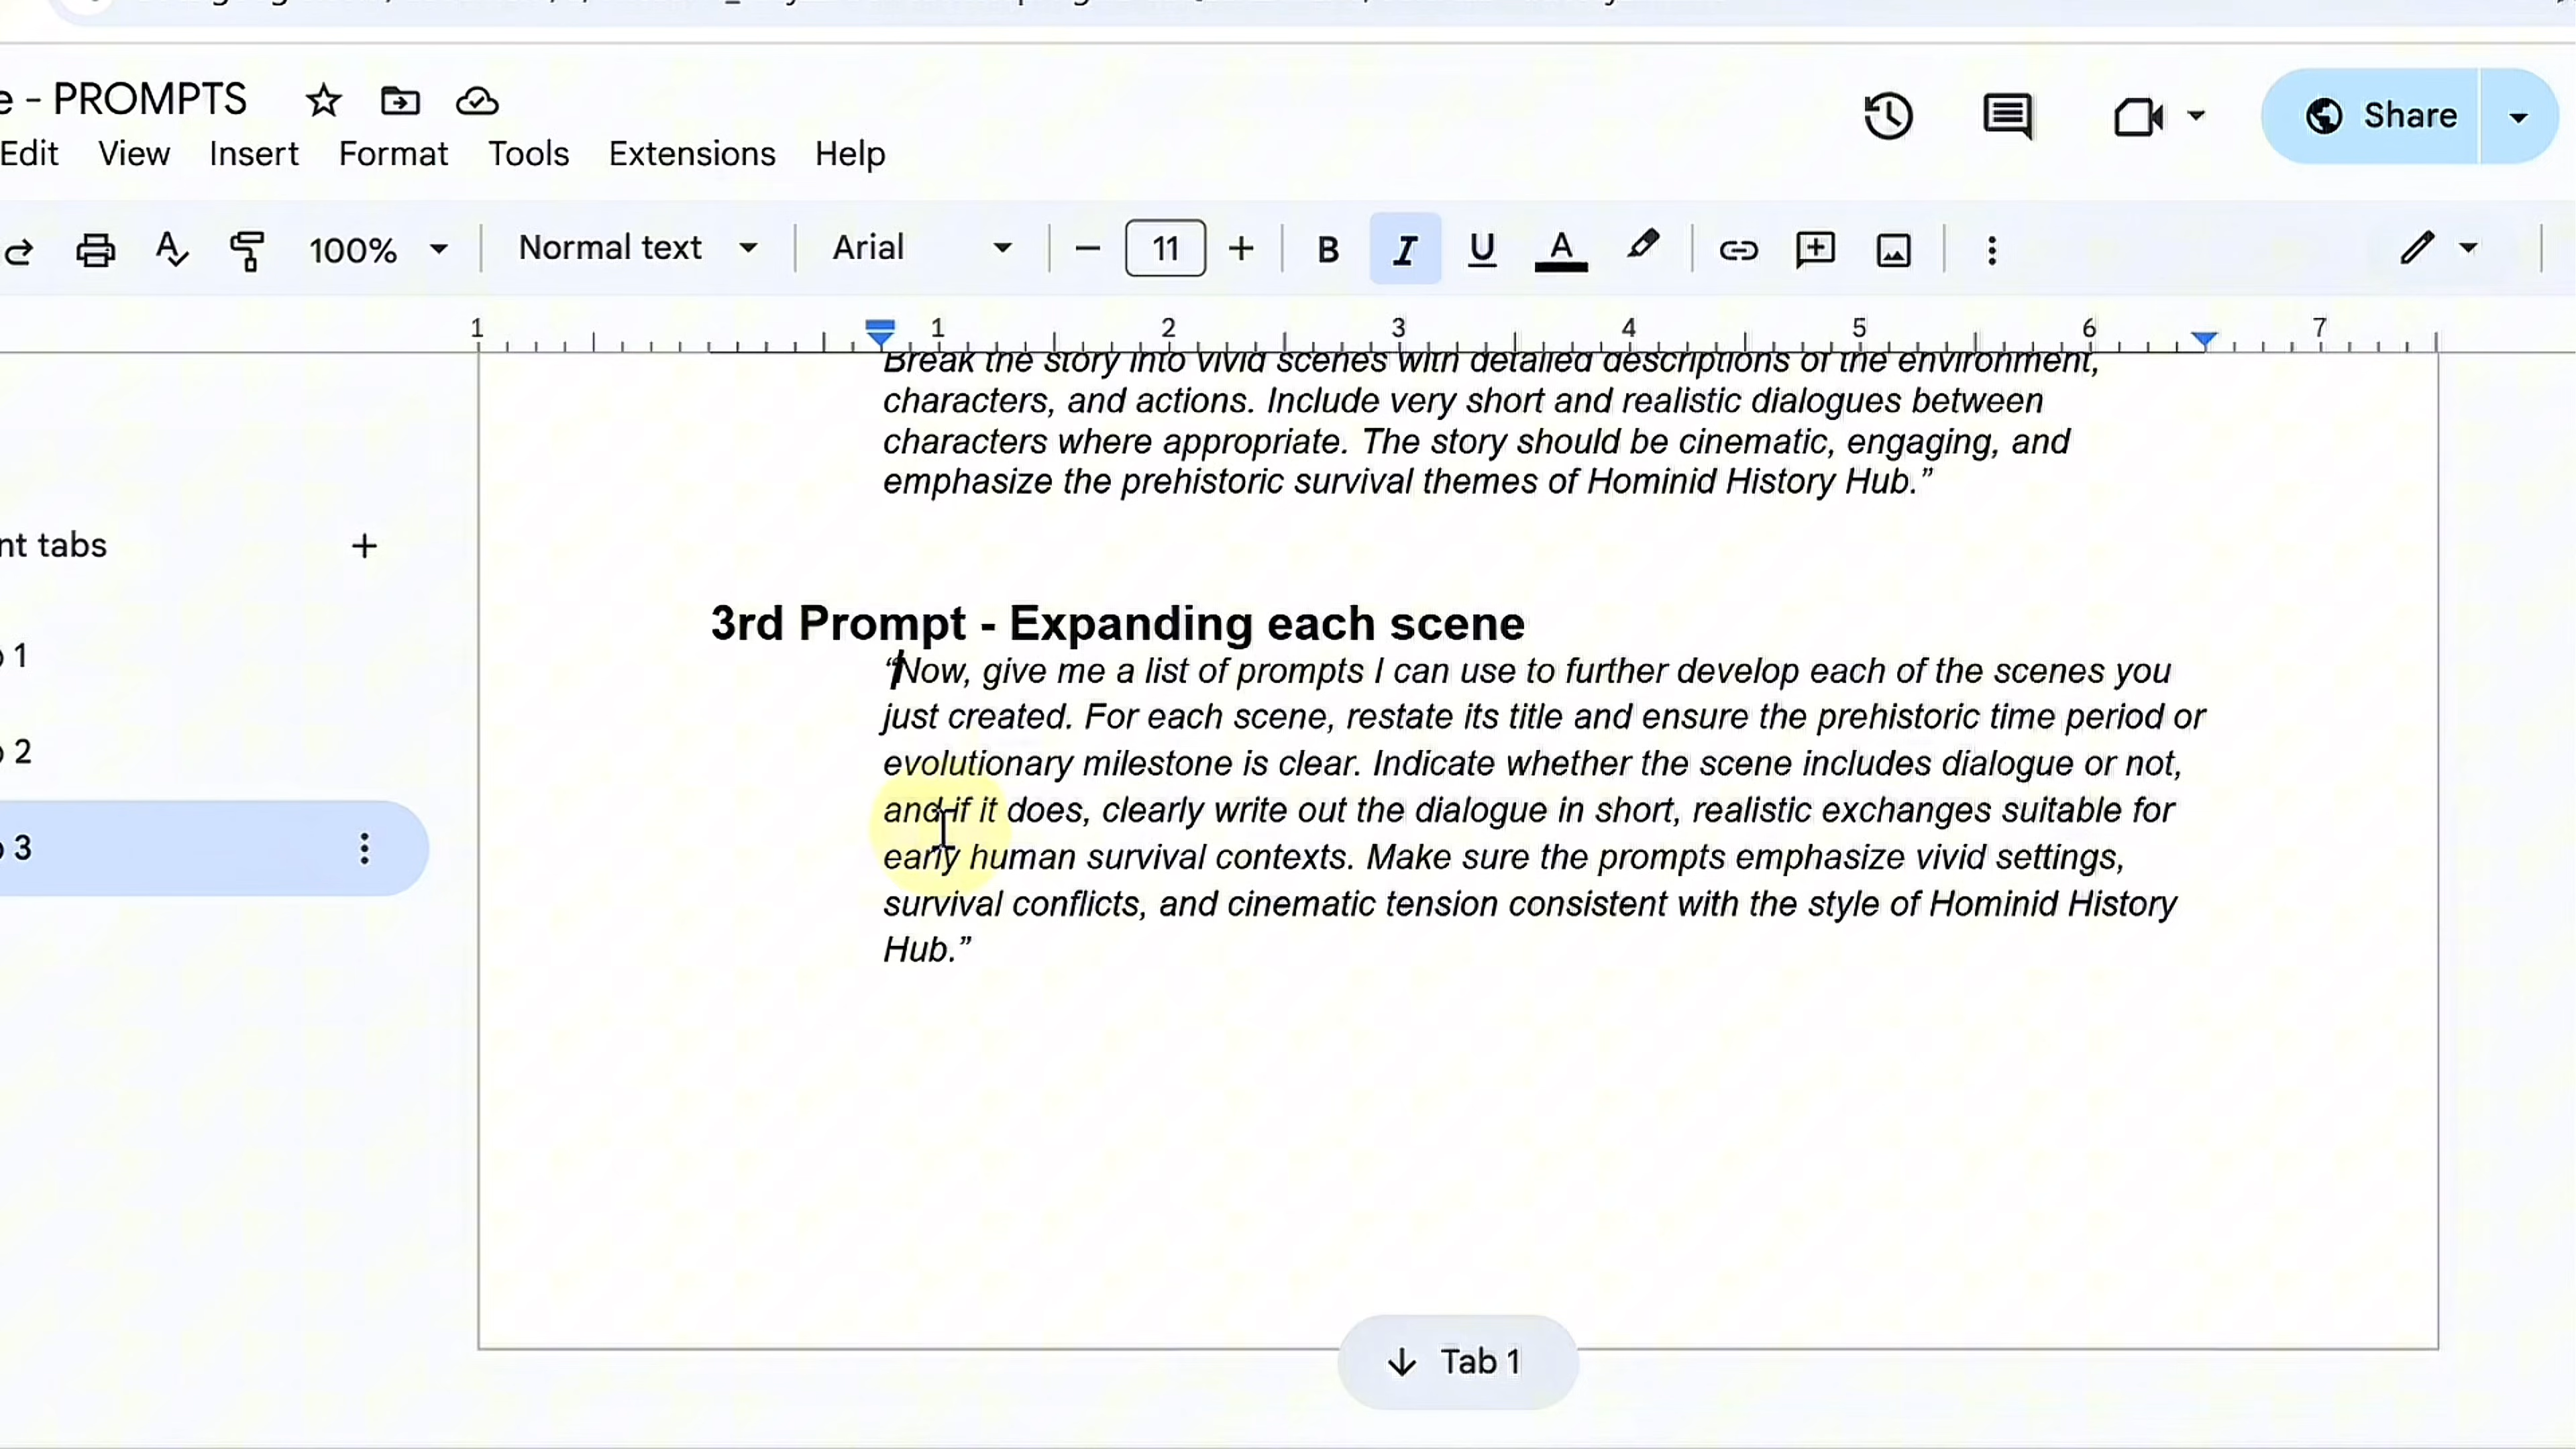 e - PROMPTS
Share
Edit View Insert Format Tools Extensions Help
100% Normal text Arial 11 B I U A
1 1 2 3 4 5 6 7
Break the story into vivid scenes with detailed descriptions of the environment,
characters, and actions. Include very short and realistic dialogues between
characters where appropriate. The story should be cinematic, engaging, and
emphasize the prehistoric survival themes of Hominid History Hub.”
nt tabs
3rd Prompt - Expanding each scene
“Now, give me a list of prompts I can use to further develop each of the scenes you
just created. For each scene, restate its title and ensure the prehistoric time period or
evolutionary milestone is clear. Indicate whether the scene includes dialogue or not,
and if it does, clearly write out the dialogue in short, realistic exchanges suitable for
early human survival contexts. Make sure the prompts emphasize vivid settings,
survival conflicts, and cinematic tension consistent with the style of Hominid History
Hub.”
1
2
3
Tab 1